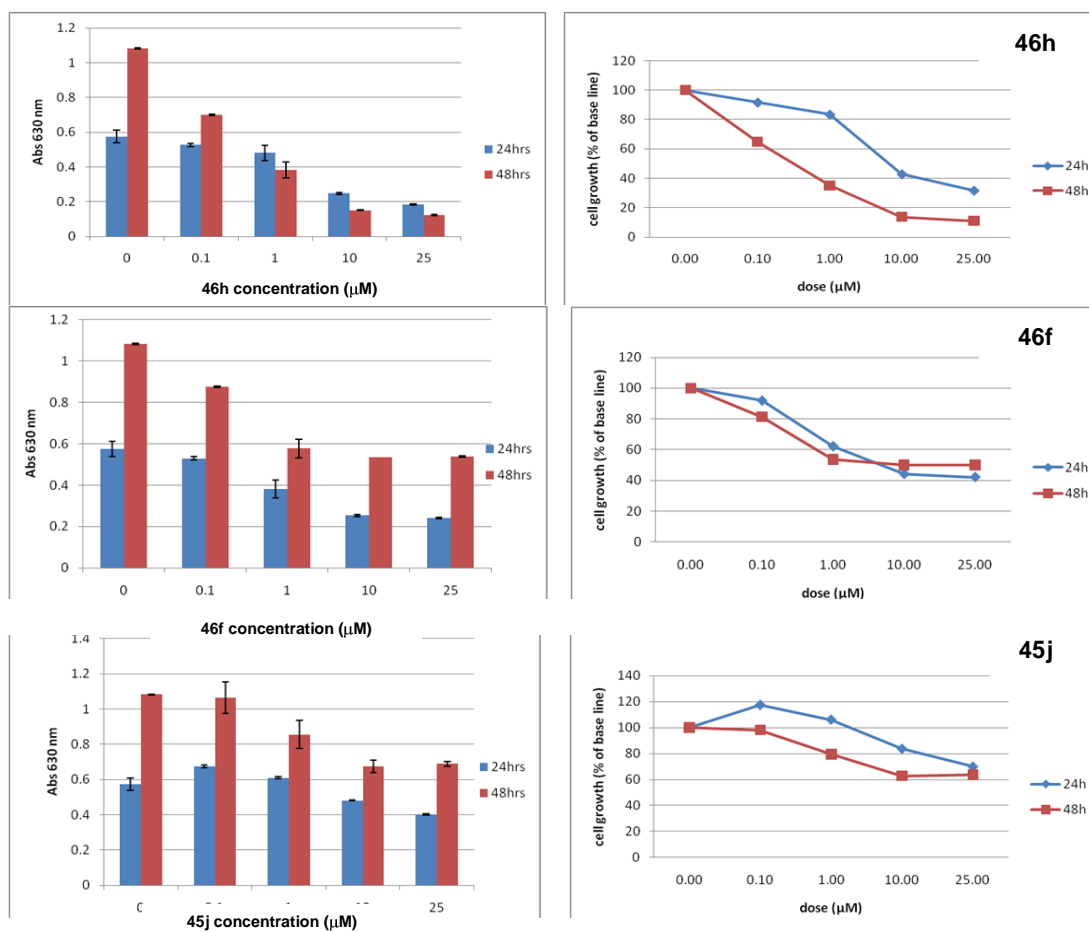 1.2
1
0.8
0.6
0.4
0.2
0
Abs 630 nm
0 0.1 1 10 25
46h concentration (µM)
24hrs
48hrs
46h
120
100
80
60
40
20
0
cell growth (% of base line)
0.00 0.10 1.00 10.00 25.00
dose (µM)
24h
48h
1.2
1
0.8
0.6
0.4
0.2
0
Abs 630 nm
0 0.1 1 10 25
46f concentration (µM)
24hrs
48hrs
46f
120
100
80
60
40
20
0
cell growth (% of base line)
0.00 0.10 1.00 10.00 25.00
dose (µM)
24h
48h
1.4
1.2
1
0.8
0.6
0.4
0.2
0
Abs 630 nm
25
45j concentration (µM)
24hrs
48hrs
45j
140
120
100
80
60
40
20
0
cell growth (% of base line)
0.00 0.10 1.00 10.00 25.00
dose (µM)
24h
48h